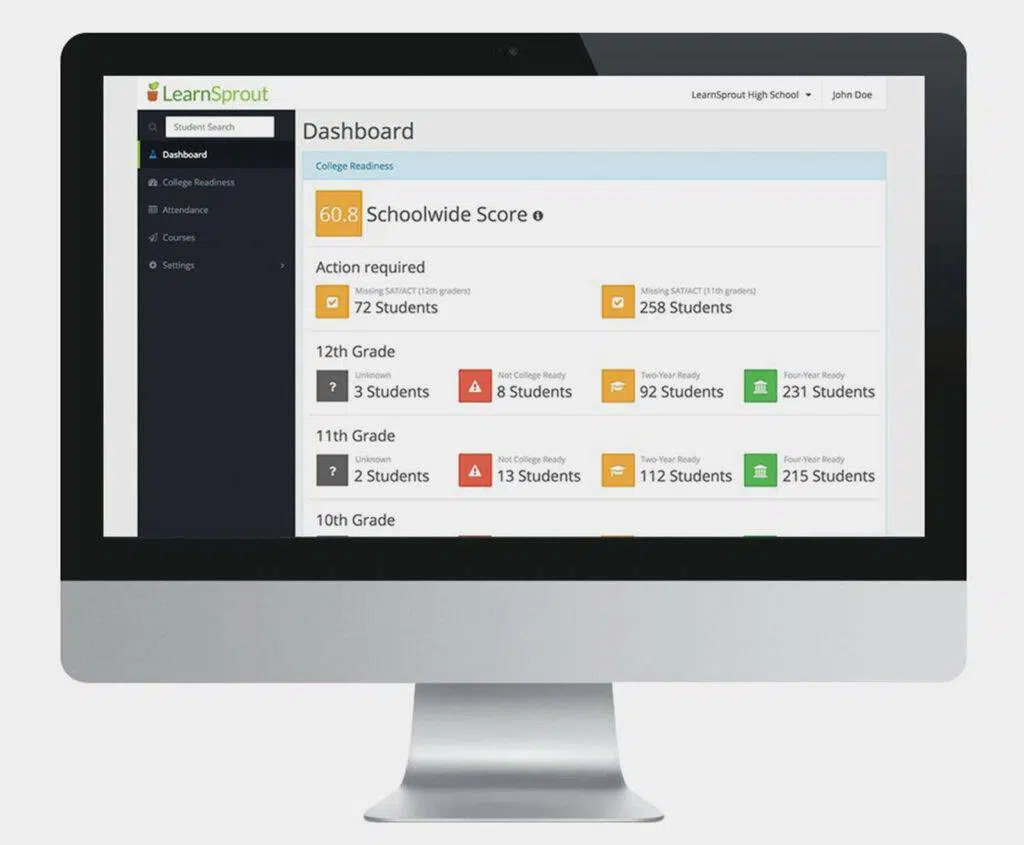 LearnSprout
LearnSprout High School
John Doe
Student Search
Dashboard
College Readiness
Attendance
Courses
Settings
Dashboard
College Readiness
60.8 Schoolwide Score
Action required
Missing SAT/ACT (12th graders)
72 Students
Missing SAT/ACT (11th graders)
258 Students
12th Grade
Unknown
3 Students
Not College Ready
8 Students
Two-Year Ready
92 Students
Four-Year Ready
231 Students
11th Grade
Unknown
2 Students
Not College Ready
13 Students
Two-Year Ready
112 Students
Four-Year Ready
215 Students
10th Grade